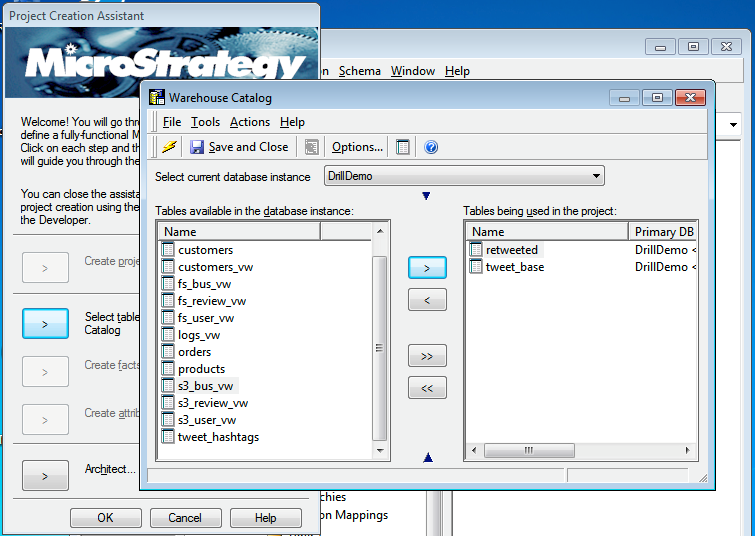 Project Creation Assistant
MicroStrategy
Welcome! You will go thr
define a fully-functional M
Click on each step and th
will guide you through the
You can close the assista
project creation using the
the Developer.
> Create proje
> Select table
Catalog
> Create facts
> Create attrib
> Architect...
OK Cancel Help
n Schema Window Help
Warehouse Catalog
File Tools Actions Help
Save and Close Options...
Select current database instance DrillDemo
Tables available in the database instance:
Name
customers
customers_vw
fs_bus_vw
fs_review_vw
fs_user_vw
logs_vw
orders
products
s3_bus_vw
s3_review_vw
s3_user_vw
tweet_hashtags
>
<
>>
<<
Tables being used in the project:
Name Primary DB
retweeted DrillDemo <
tweet_base DrillDemo <
chies
on Mappings